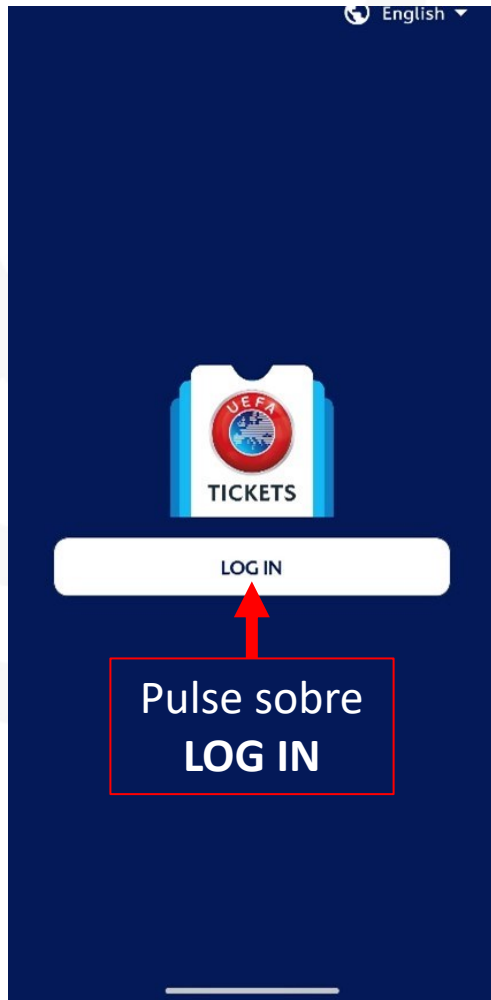 English
UEFA
TICKETS
LOG IN
Pulse sobre
LOG IN